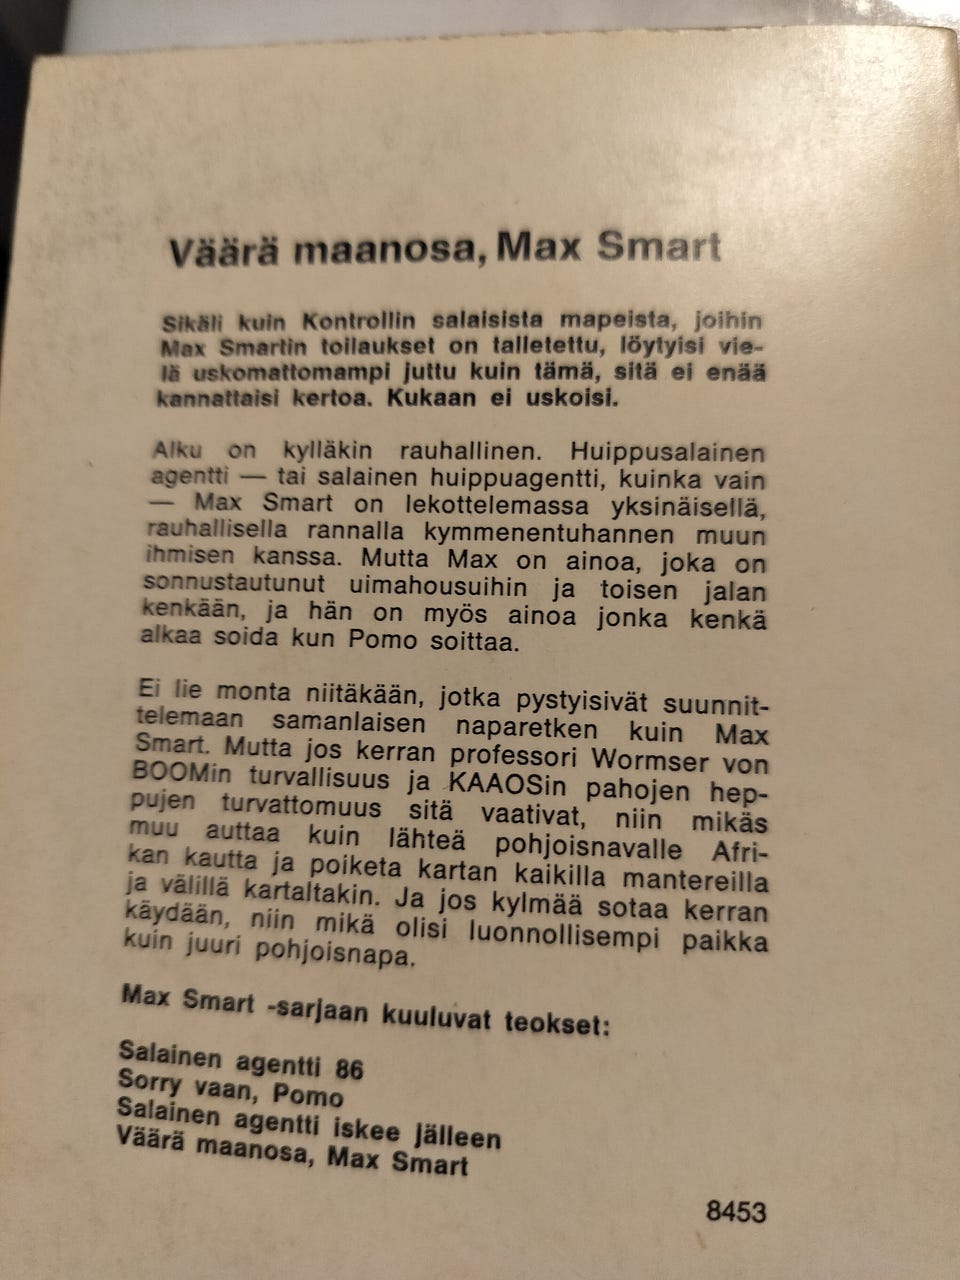 Väärä maanosa, Max Smart
Sikäli kuin Kontrollin salaisista mapeista, joihin
Max Smartin toilaukset on talletettu, löytyisi vie-
lä uskomattomampi juttu kuin tämä, sitä ei enää
kannattaisi kertoa. Kukaan ei uskoisi.
Alku on kylläkin rauhallinen. Huippusalainen
agentti — tai salainen huippuagentti, kuinka vain
— Max Smart on lekottelemassa yksinäisellä,
rauhallisella rannalla kymmenentuhannen muun
ihmisen kanssa. Mutta Max on ainoa, joka on
sonnustautunut uimahousuihin ja toisen jalan
kenkään, ja hän on myös ainoa jonka kenkä
alkaa soida kun Pomo soittaa.
Ei lie monta niitäkään, jotka pystyisivät suunnit-
telemaan samanlaisen naparetken kuin Max
Smart. Mutta jos kerran professori Wormser von
BOOMin turvallisuus ja KAAOSin pahojen hep-
pujen turvattomuus sitä vaativat, niin mikäs
muu auttaa kuin lähteä pohjoisnavalle Afri-
kan kautta ja poiketa kartan kaikilla mantereilla
ja välillä kartaltakin. Ja jos kylmää sotaa kerran
käydään, niin mikä olisi luonnollisempi paikka
kuin juuri pohjoisnapa.
Max Smart -sarjaan kuuluvat teokset:
Salainen agentti 86
Sorry vaan, Pomo
Salainen agentti iskee jälleen
Väärä maanosa, Max Smart
8453